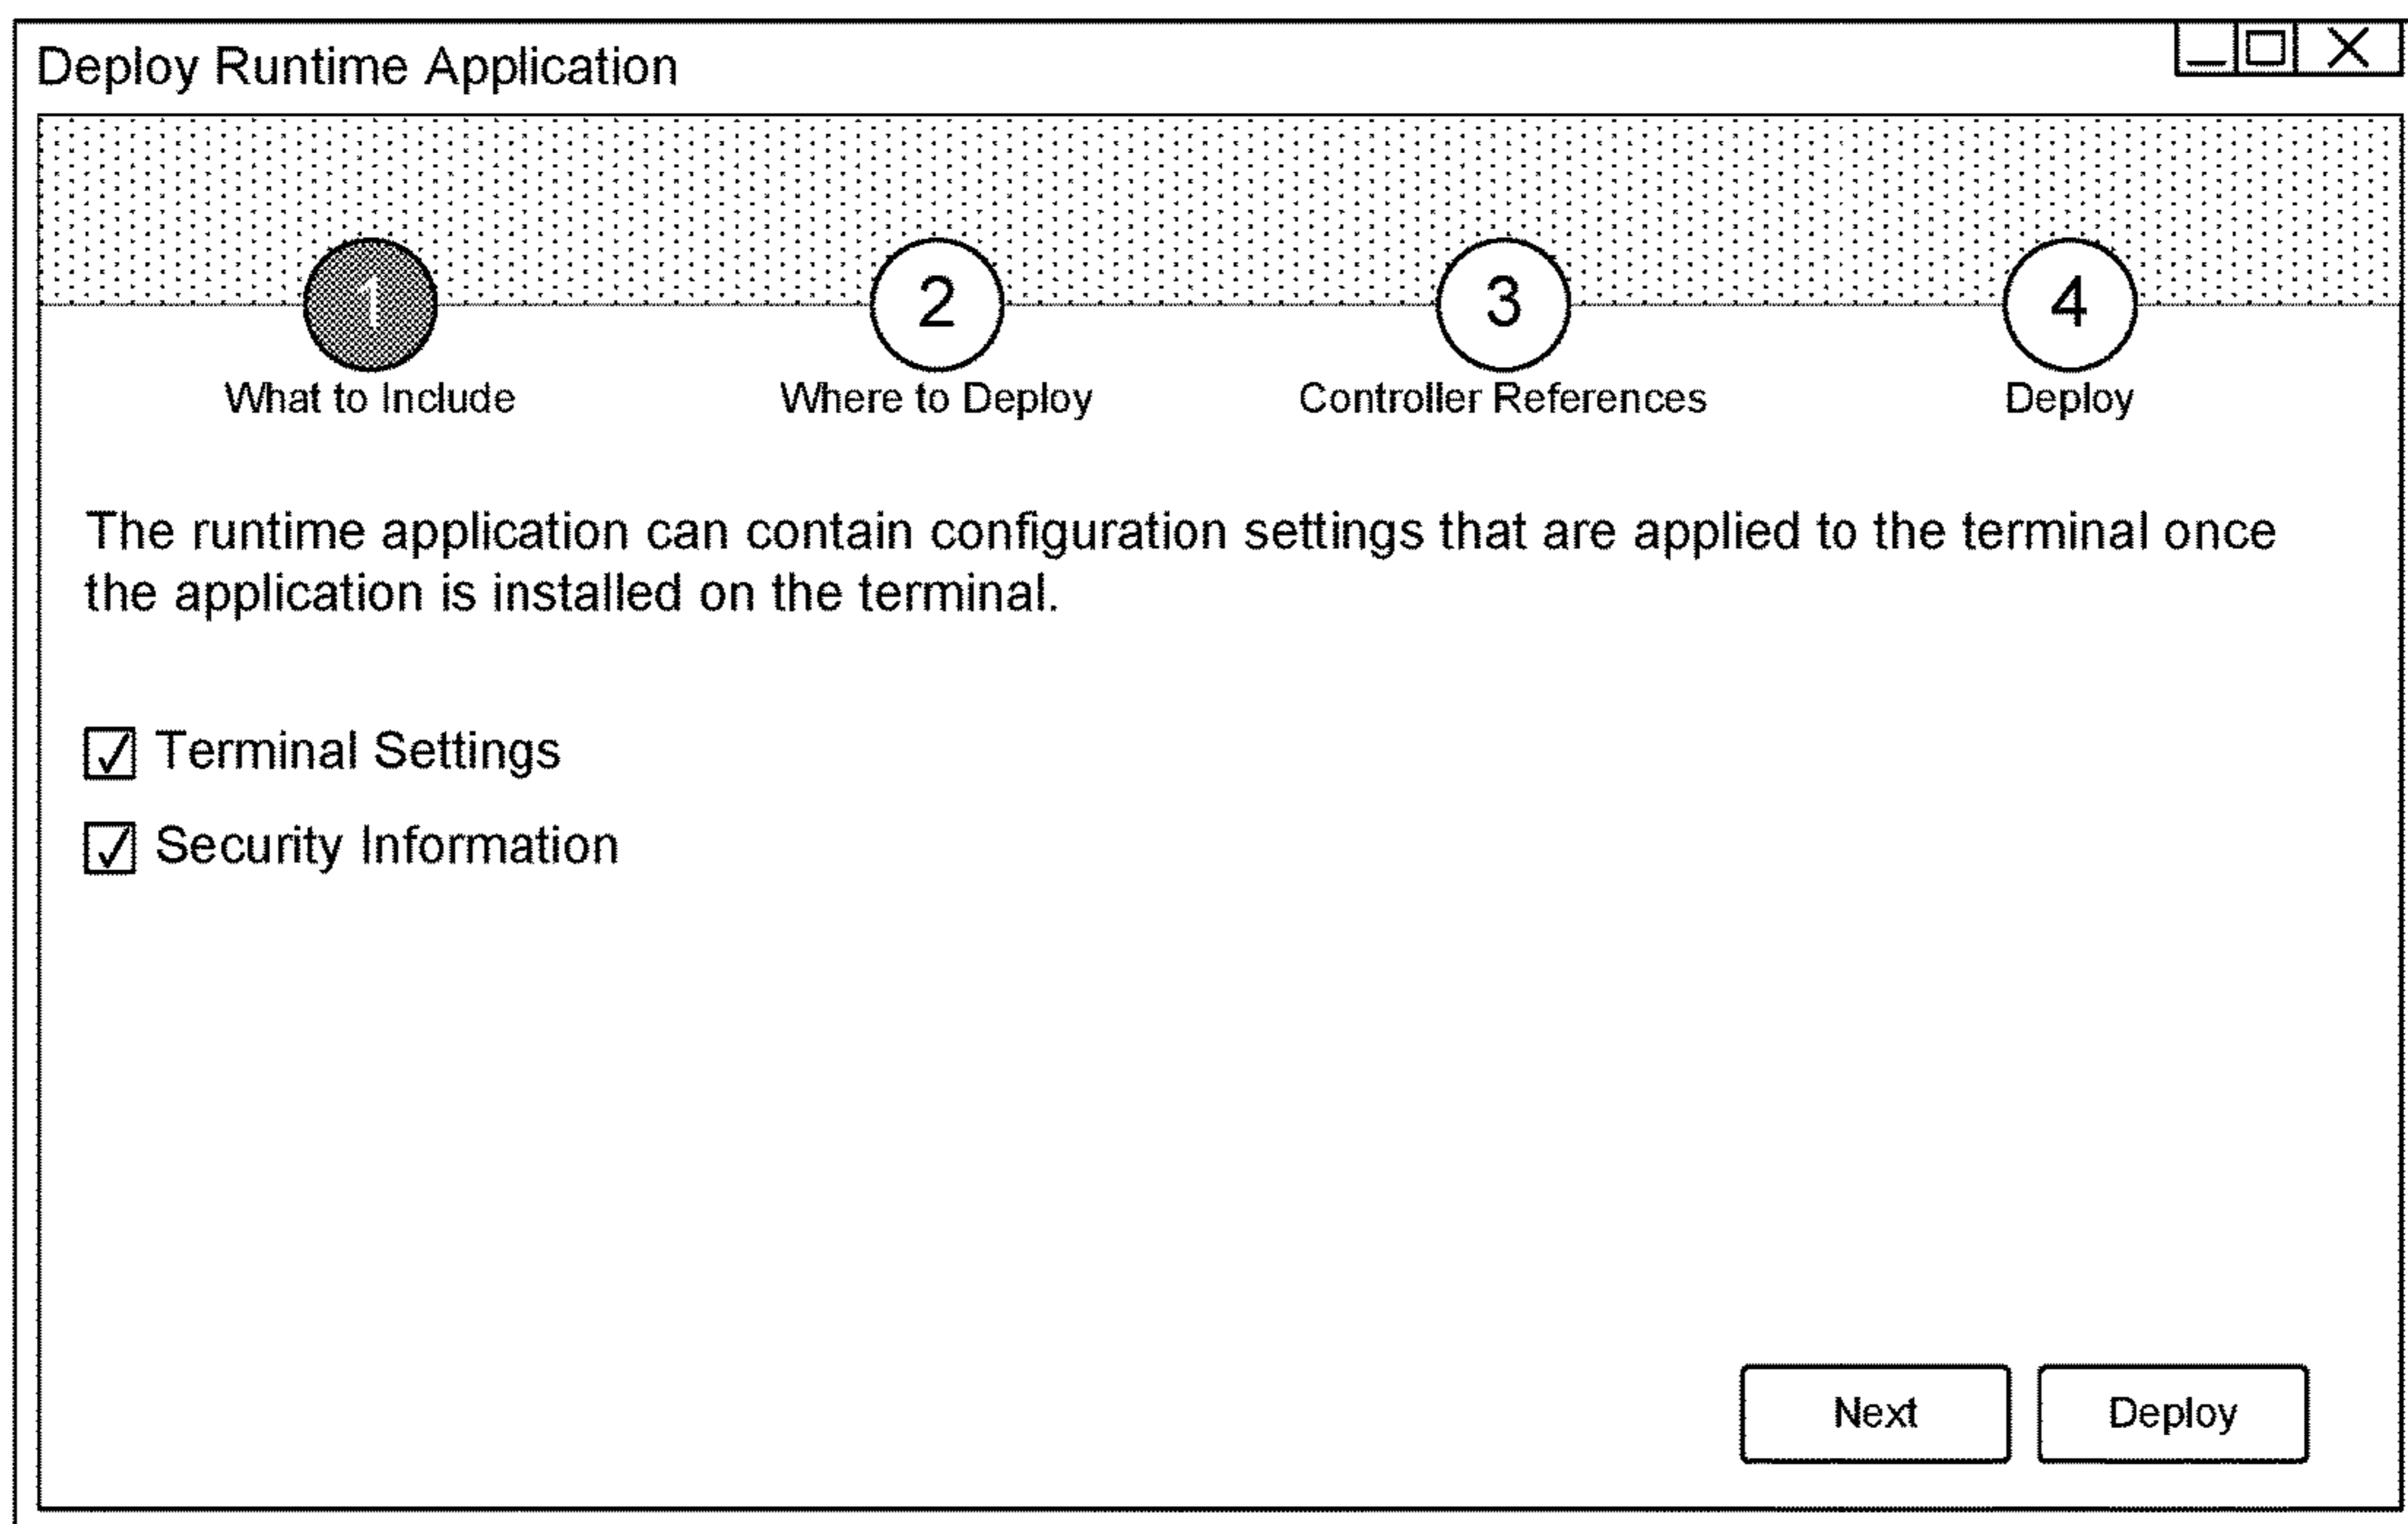 Deploy Runtime Application
1 2 3 4
What to Include Where to Deploy Controller References Deploy
The runtime application can contain configuration settings that are applied to the terminal once
the application is installed on the terminal.
Terminal Settings
Security Information
Next Deploy